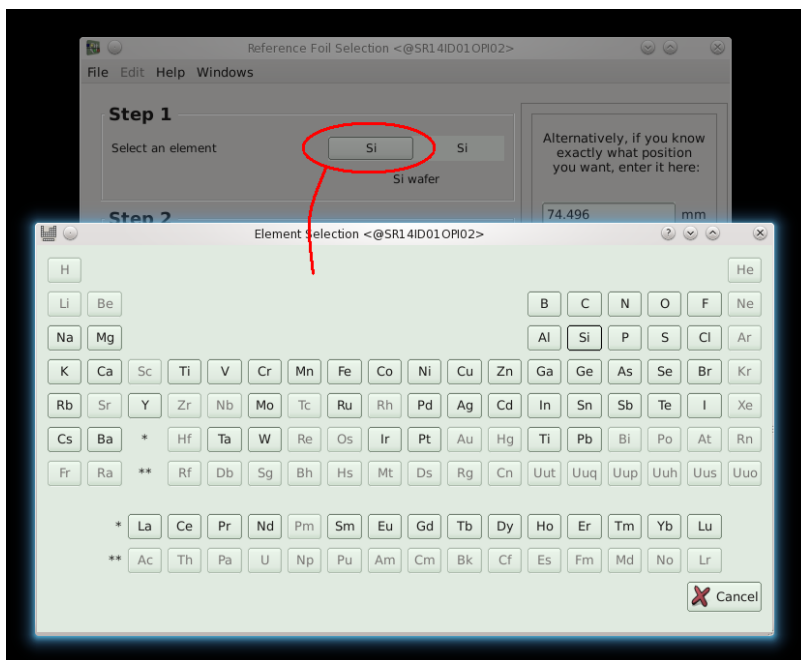 Reference Foil Selection <@SR14ID01OPI02>
File Edit Help Windows
Step 1
Select an element Si Si
Si wafer
Alternatively, if you know
exactly what position
you want, enter it here:
Step 2
74.496 mm
Element Selection <@SR14ID01OPI02>
H He
Li Be B C N O F Ne
Na Mg Al Si P S Cl Ar
K Ca Sc Ti V Cr Mn Fe Co Ni Cu Zn Ga Ge As Se Br Kr
Rb Sr Y Zr Nb Mo Tc Ru Rh Pd Ag Cd In Sn Sb Te I Xe
Cs Ba * Hf Ta W Re Os Ir Pt Au Hg Ti Pb Bi Po At Rn
Fr Ra ** Rf Db Sg Bh Hs Mt Ds Rg Cn Uut Uuq Uup Uuh Uus Uuo
* La Ce Pr Nd Pm Sm Eu Gd Tb Dy Ho Er Tm Yb Lu
** Ac Th Pa U Np Pu Am Cm Bk Cf Es Fm Md No Lr
Cancel